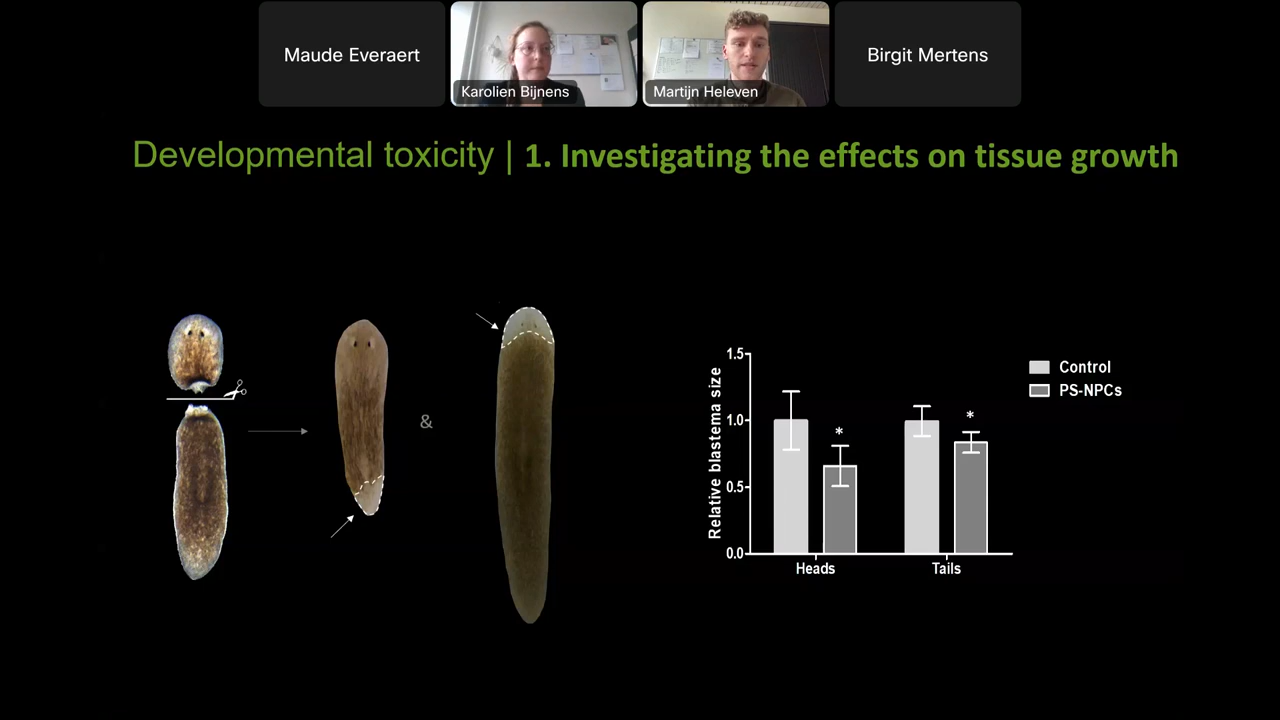 Maude Everaert
Karolien Bijnens
Martijn Heleven
Birgit Mertens
Developmental toxicity | 1. Investigating the effects on tissue growth
&
Relative blastema size
1.5
1.0
0.5
0.0
*
*
Heads
Tails
Control
PS-NPCs